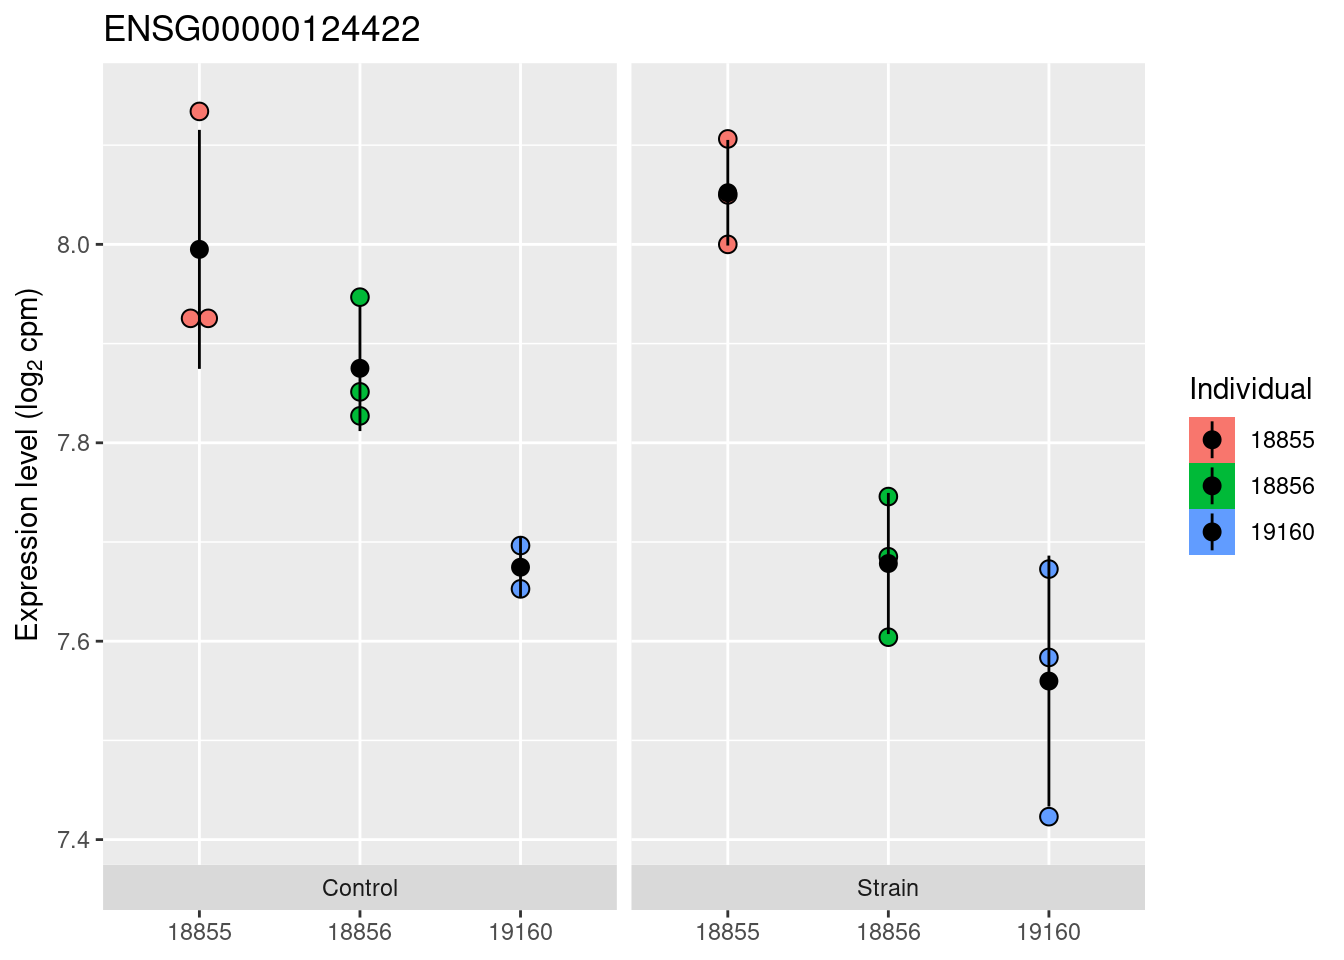 ENSG00000124422
Expression level (log₂ cpm)
8.0
7.8
7.6
7.4
Control
Strain
18855
18856
19160
18855
18856
19160
Individual
18855
18856
19160